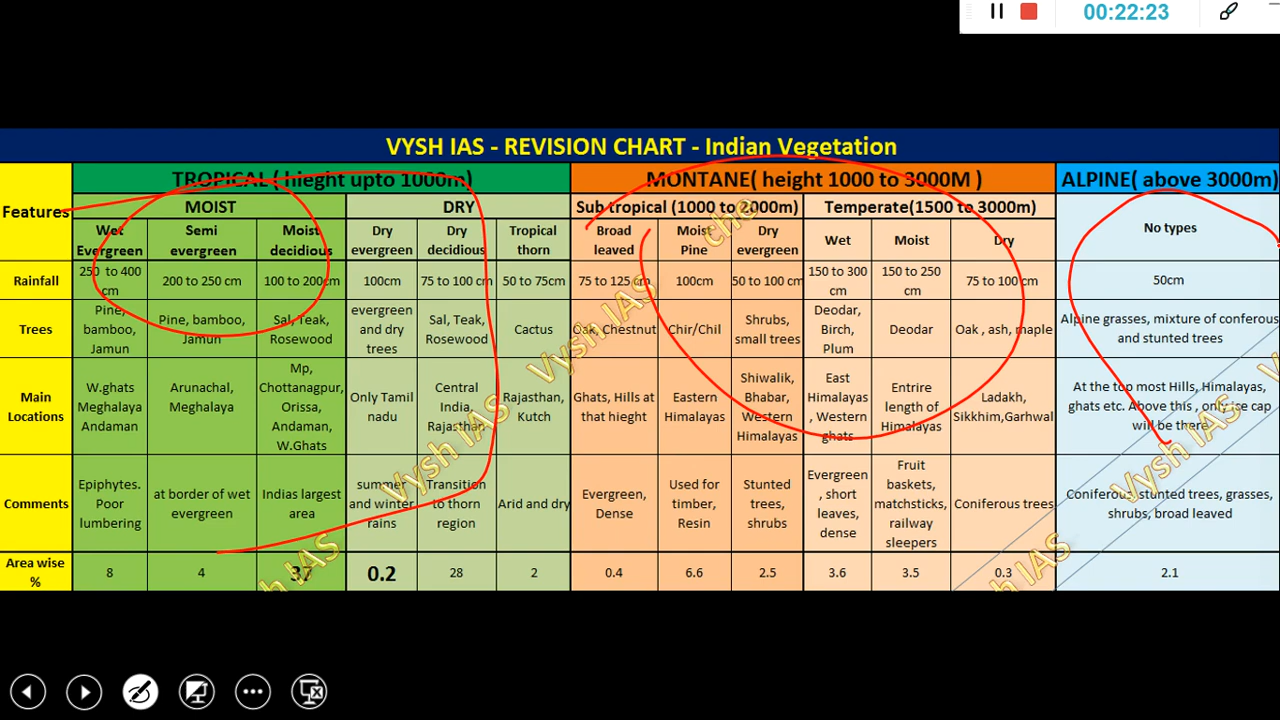 00:22:23
VYSH IAS - REVISION CHART - Indian Vegetation
Features
TROPICAL ( hieght upto 1000m)
MONTANE( height 1000 to 3000M )
ALPINE( above 3000m)
MOIST
DRY
Sub tropical (1000 to 2000m)
Temperate(1500 to 3000m)
No types
Wet Evergreen
Semi evergreen
Moist decidious
Dry evergreen
Dry decidious
Tropical thorn
Broad leaved
Moist Pine
Dry evergreen
Wet
Moist
Dry
Rainfall
250 to 400 cm
200 to 250 cm
100 to 200cm
100cm
75 to 100 cm
50 to 75cm
75 to 125 cm
100cm
50 to 100 cm
150 to 300 cm
150 to 250 cm
75 to 100 cm
50cm
Trees
Pine, bamboo, Jamun
Pine, bamboo, Jamun
Sal, Teak, Rosewood
evergreen and dry trees
Sal, Teak, Rosewood
Cactus
Oak, Chestnut
Chir/Chil
Shrubs, small trees
Deodar, Birch, Plum
Deodar
Oak , ash, maple
Alpine grasses, mixture of conferous and stunted trees
Main Locations
W.ghats Meghalaya Andaman
Arunachal, Meghalaya
Mp, Chottanagpur, Orissa, Andaman, W.Ghats
Only Tamil nadu
Central India, Rajasthan
Rajasthan, Kutch
Ghats, Hills at that hieght
Eastern Himalayas
Shiwalik, Bhabar, Western Himalayas
East Himalayas , Western ghats
Entrire length of Himalayas
Ladakh, Sikkhim,Garhwal
At the top most Hills, Himalayas, ghats etc. Above this , only ise cap will be there
Comments
Epiphytes. Poor lumbering
at border of wet evergreen
Indias largest area
summer and winter rains
Transition to thorn region
Arid and dry
Evergreen, Dense
Used for timber, Resin
Stunted trees, shrubs
Evergreen , short leaves, dense
Fruit baskets, matchsticks, railway sleepers
Coniferous trees
Coniferous, stunted trees, grasses, shrubs, broad leaved
Area wise %
8
4
37
0.2
28
2
0.4
6.6
2.5
3.6
3.5
0.3
2.1
che
Vysh IAS
Vysh IAS
Vysh IAS
Vysh IAS